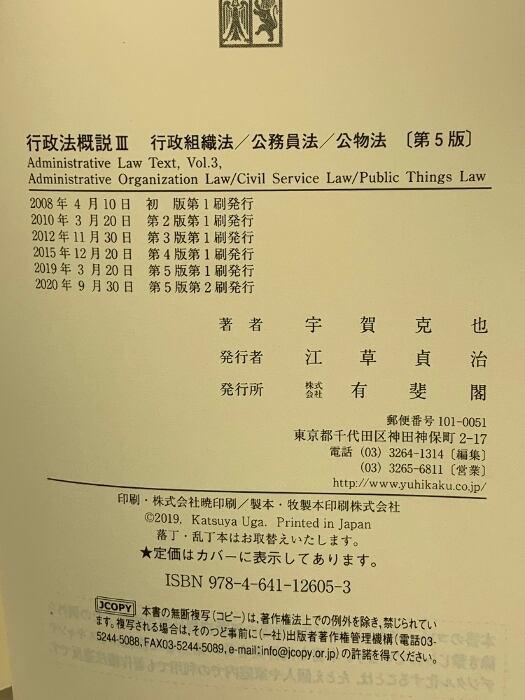 行政法概説Ⅲ 行政組織法／公務員法／公物法〔第5版〕
Administrative Law Text, Vol.3,
Administrative Organization Law/Civil Service Law/Public Things Law
2008年4月10日 初 版第1刷発行
2010年3月20日 第2版第1刷発行
2012年11月30日 第3版第1刷発行
2015年12月20日 第4版第1刷発行
2019年3月20日 第5版第1刷発行
2020年9月30日 第5版第2刷発行
著者 宇賀克也
発行者 江草貞治
発行所 株式会社 有斐閣
郵便番号 101-0051
東京都千代田区神田神保町2-17
電話 (03) 3264-1314〔編集〕
(03) 3265-6811〔営業〕
http://www.yuhikaku.co.jp/
印刷・株式会社暁印刷／製本・牧製本印刷株式会社
©2019, Katsuya Uga. Printed in Japan
落丁・乱丁本はお取替えいたします。
★定価はカバーに表示してあります。
ISBN 978-4-641-12605-3
JCOPY 本書の無断複写(コピー)は、著作権法上での例外を除き、禁じられてい
ます。複写される場合は、そのつど事前に(一社)出版者著作権管理機構(電話03-
5244-5088, FAX03-5244-5089, e-mail:info@jcopy.or.jp)の許諾を得てください。